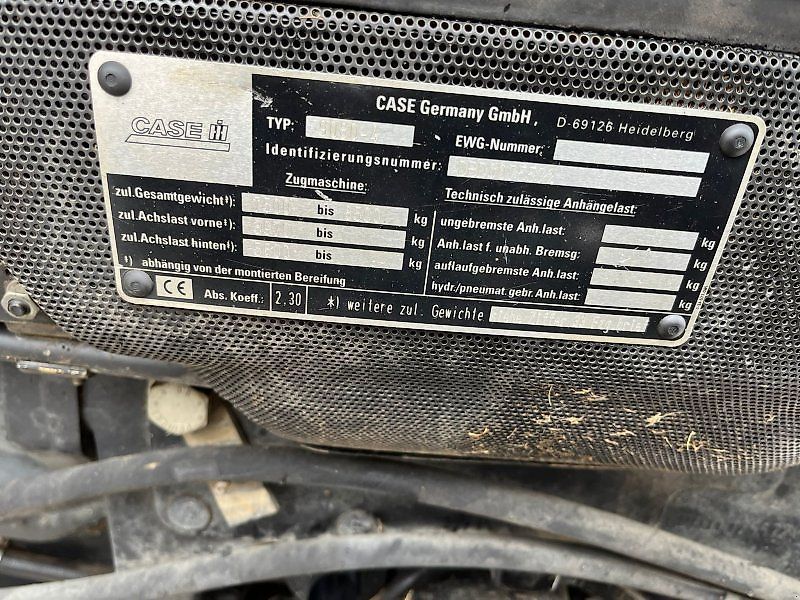 CASE IH
CASE Germany GmbH, D-69126 Heidelberg
TYP:
EWG-Nummer:
Identifizierungsnummer:
Zugmaschine:
zul.Gesamtgewicht¹): bis kg
zul.Achslast vorne¹): bis kg
zul.Achslast hinten¹): bis kg
¹) abhängig von der montierten Bereifung
Technisch zulässige Anhängelast:
ungebremste Anh.last: kg
Anh.last f. unabh. Bremsg: kg
auflaufgebremste Anh.last: kg
hydr./pneumat.gebr.Anh.last: kg
CE Abs. Koeff.: 2.30 *) weitere zul. Gewichte